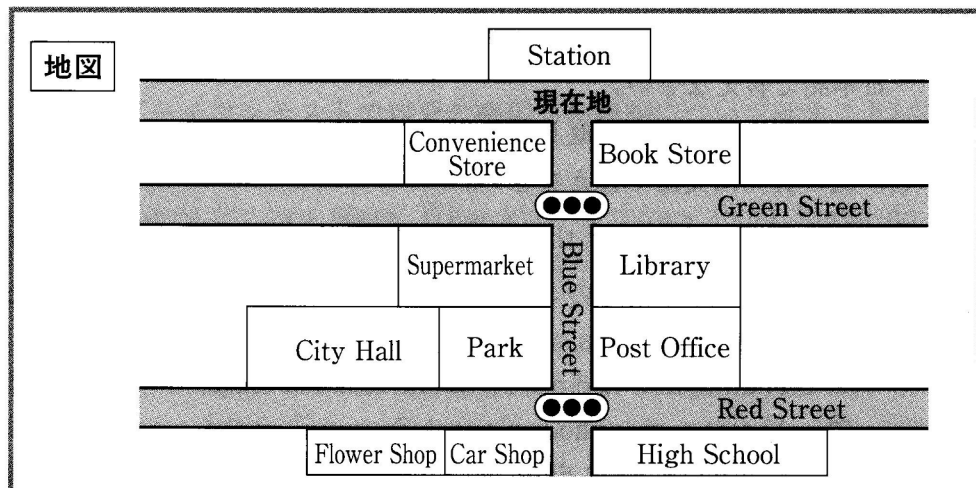 地図
Station
現在地
Convenience
Store
Book Store
Green Street
Supermarket
Blue Street
Library
City Hall
Park
Post Office
Red Street
Flower Shop
Car Shop
High School